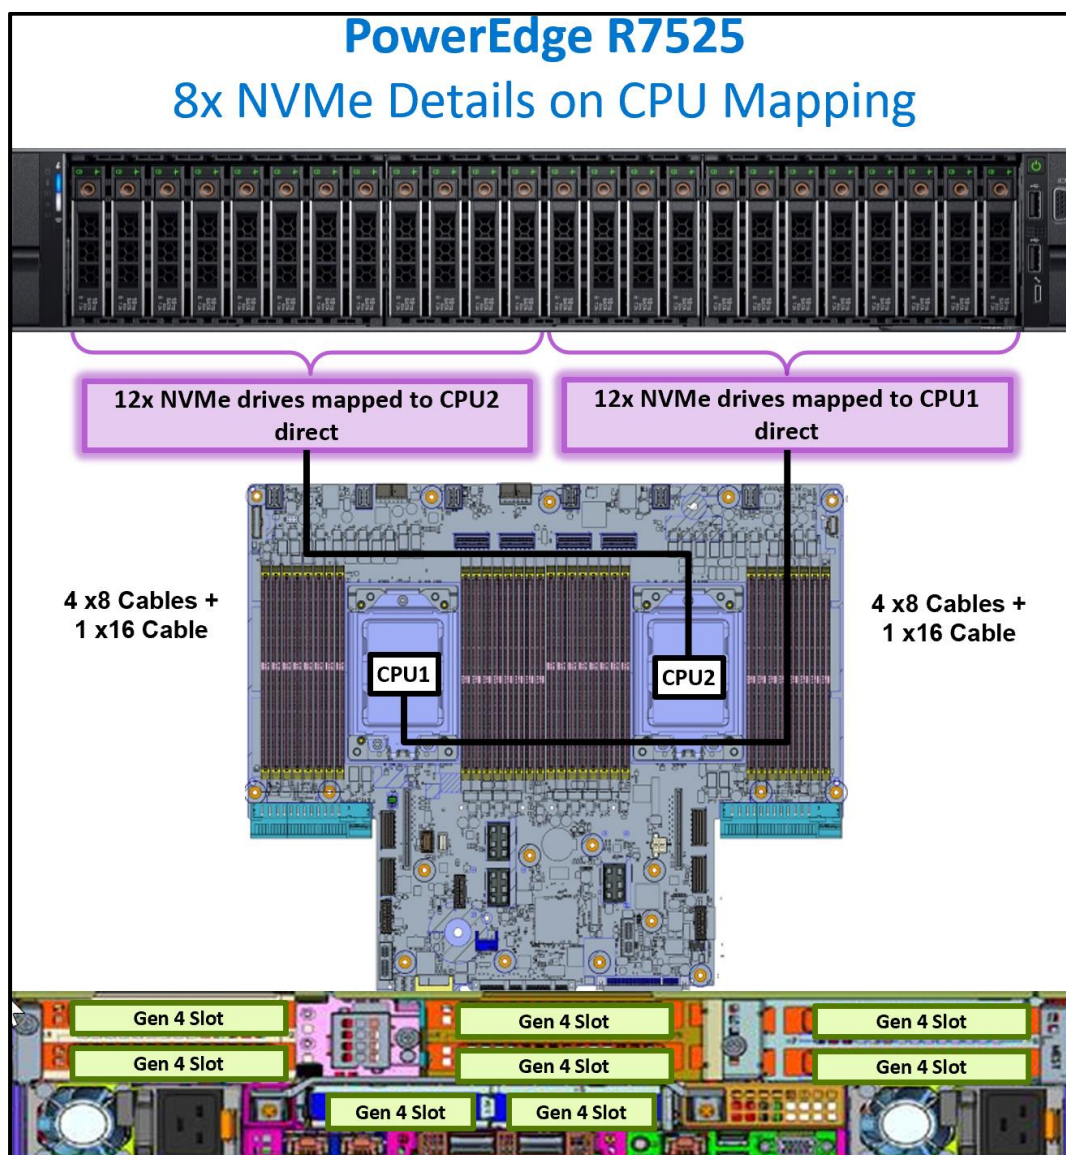 PowerEdge R7525
8x NVMe Details on CPU Mapping
12x NVMe drives mapped to CPU2
direct
12x NVMe drives mapped to CPU1
direct
4 x8 Cables +
1 x16 Cable
4 x8 Cables +
1 x16 Cable
CPU1
CPU2
Gen 4 Slot
Gen 4 Slot
Gen 4 Slot
Gen 4 Slot
Gen 4 Slot
Gen 4 Slot
Gen 4 Slot
Gen 4 Slot